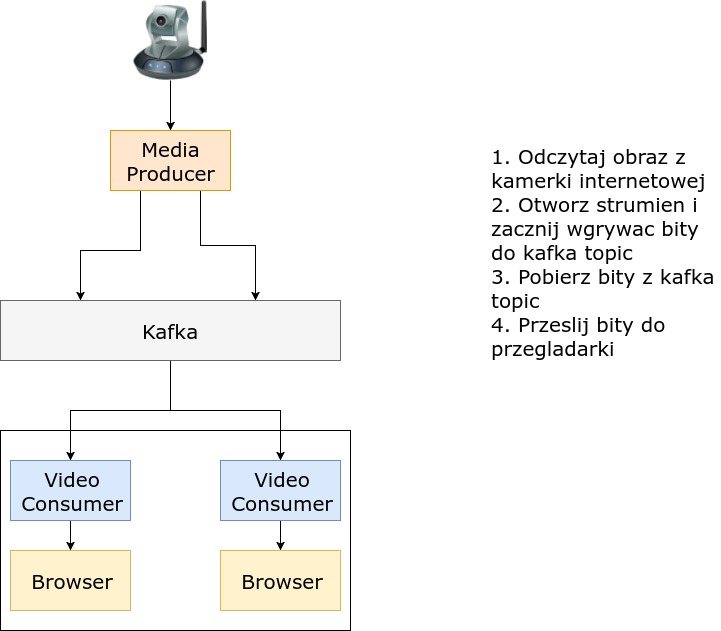 Media
Producer
1. Odczytaj obraz z
kamerki internetowej
2. Otworz strumien i
zacznij wgrywac bity
do kafka topic
3. Pobierz bity z kafka
topic
4. Przeslij bity do
przegladarki
Kafka
Video
Consumer
Video
Consumer
Browser
Browser